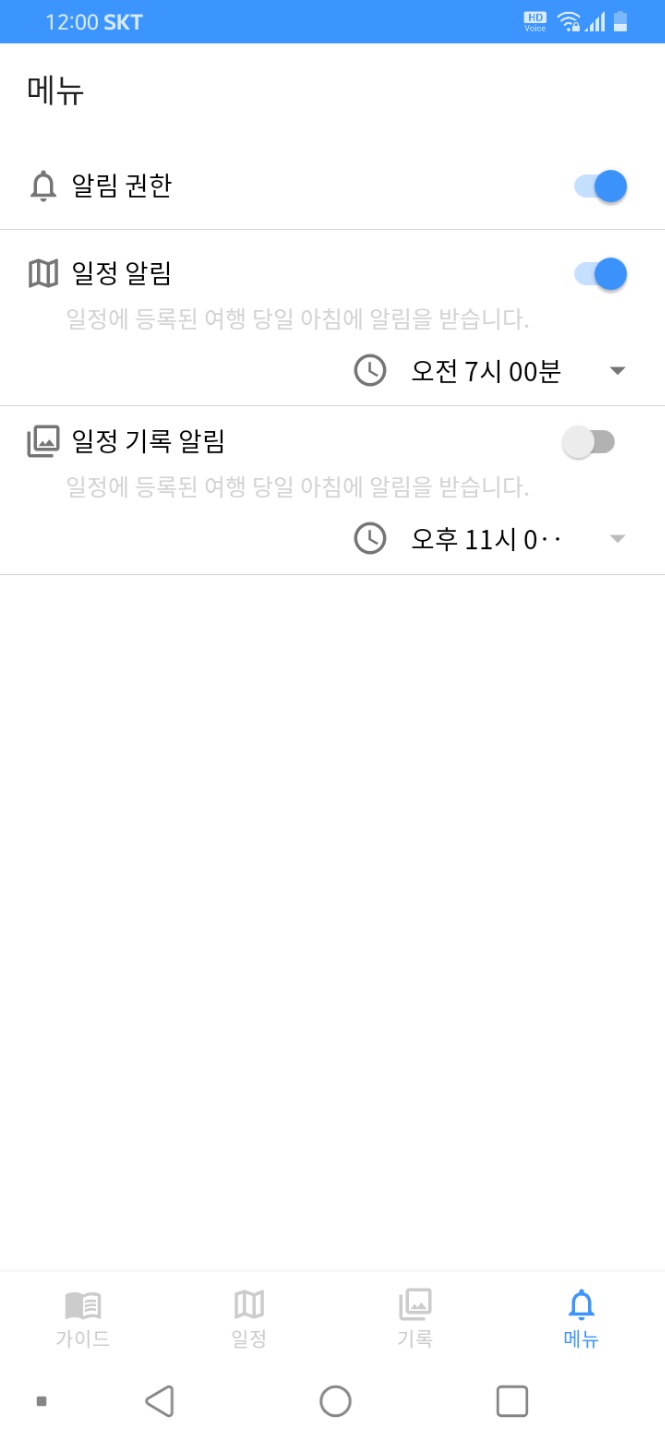 12:00 SKT
HD
Voice
메뉴
알림 권한
일정 알림
일정에 등록된 여행 당일 아침에 알림을 받습니다.
오전 7시 00분
일정 기록 알림
일정에 등록된 여행 당일 아침에 알림을 받습니다.
오후 11시 0··
가이드
일정
기록
메뉴